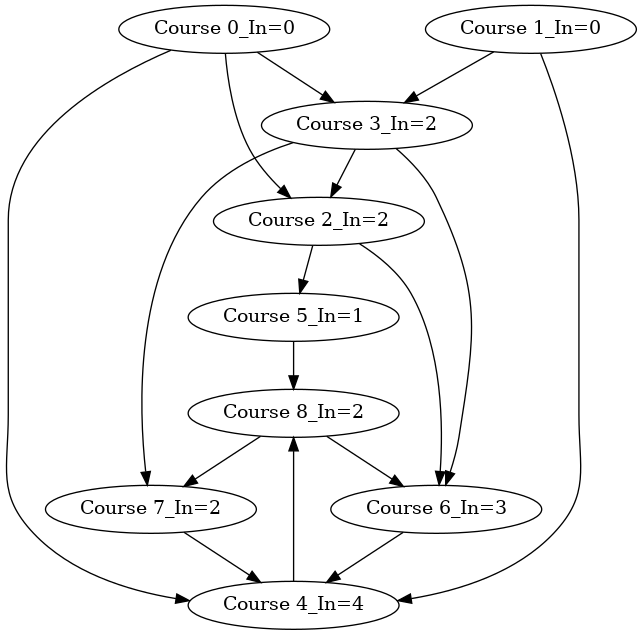 Course 0_In=0
Course 1_In=0
Course 3_In=2
Course 2_In=2
Course 5_In=1
Course 8_In=2
Course 7_In=2
Course 6_In=3
Course 4_In=4